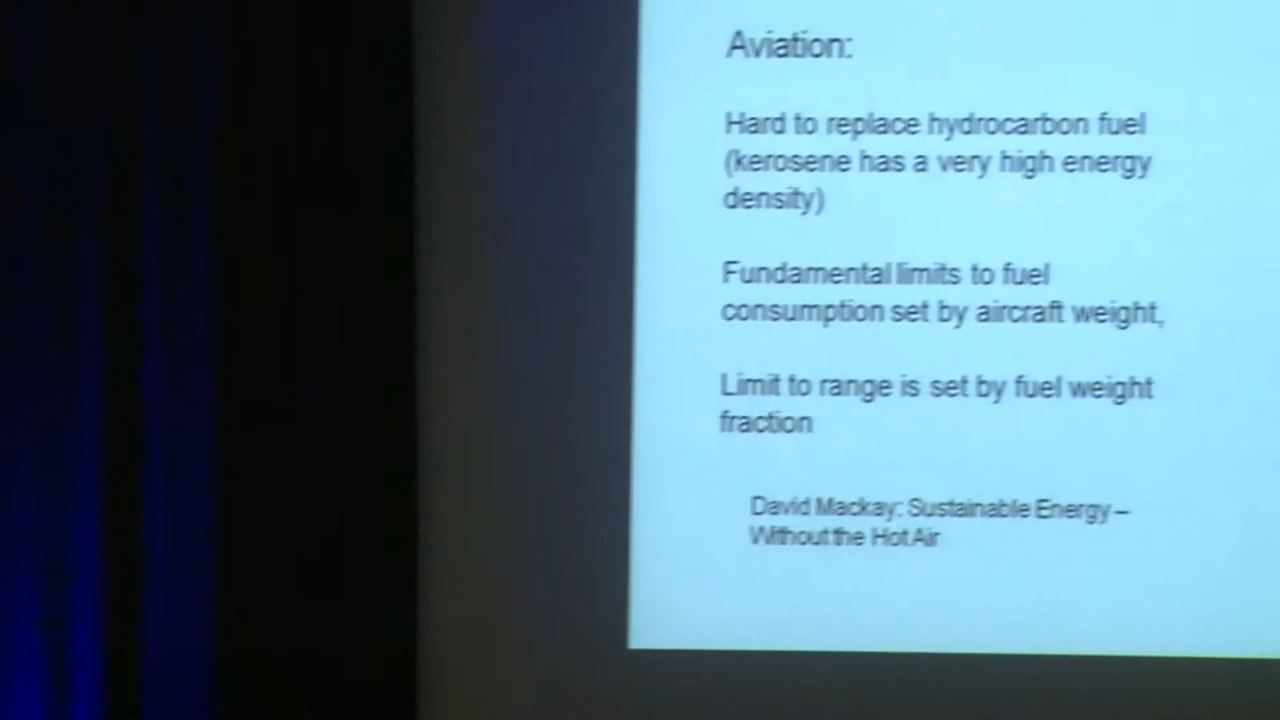 Aviation:
Hard to replace hydrocarbon fuel
(kerosene has a very high energy
density)
Fundamental limits to fuel
consumption set by aircraft weight,
Limit to range is set by fuel weight
fraction
David Mackay: Sustainable Energy –
Without the Hot Air